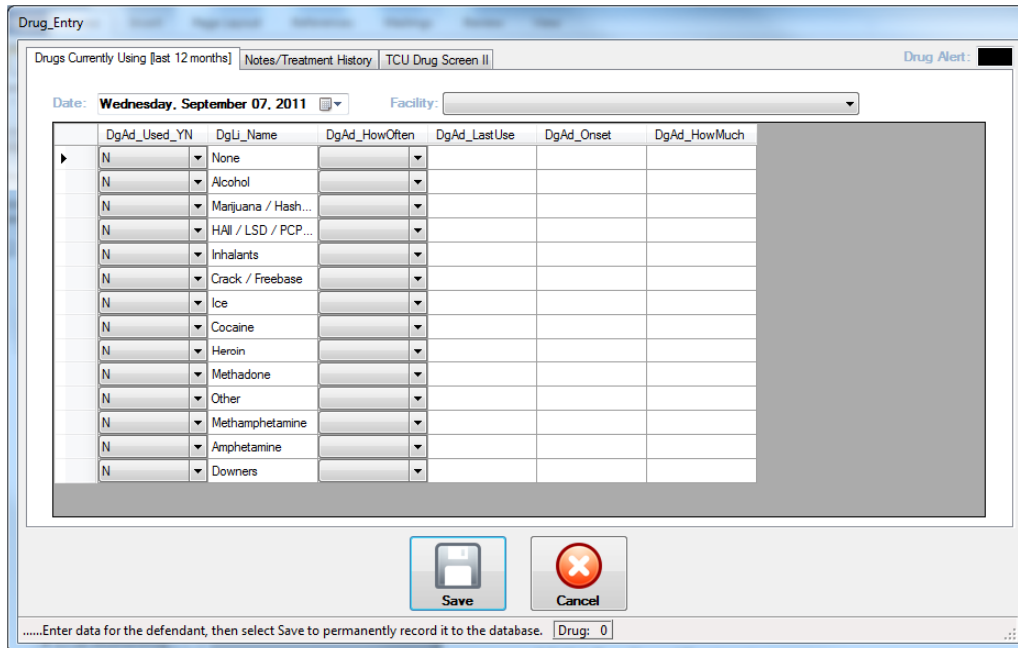 Drug_Entry
Drugs Currently Using [last 12 months] Notes/Treatment History TCU Drug Screen II Drug Alert:
Date: Wednesday, September 07, 2011 Facility:
DgAd_Used_YN DgLi_Name DgAd_HowOften DgAd_LastUse DgAd_Onset DgAd_HowMuch
N None
N Alcohol
N Marijuana / Hash...
N HAll / LSD / PCP...
N Inhalants
N Crack / Freebase
N Ice
N Cocaine
N Heroin
N Methadone
N Other
N Methamphetamine
N Amphetamine
N Downers
Save Cancel
......Enter data for the defendant, then select Save to permanently record it to the database. Drug: 0